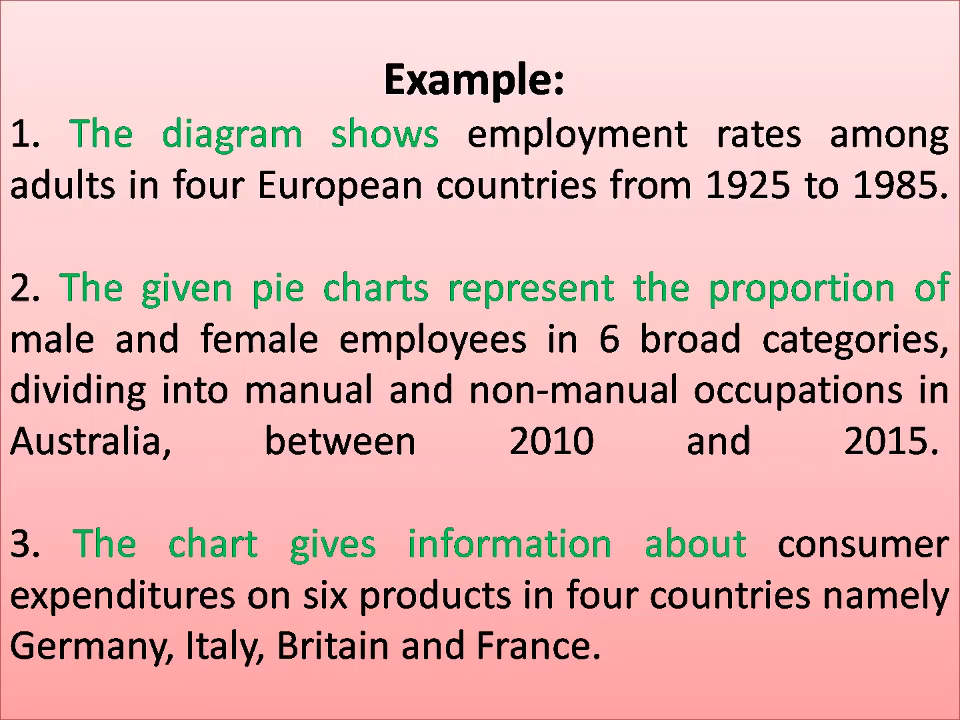 Example:
1. The diagram shows employment rates among
adults in four European countries from 1925 to 1985.
2. The given pie charts represent the proportion of
male and female employees in 6 broad categories,
dividing into manual and non-manual occupations in
Australia, between 2010 and 2015.
3. The chart gives information about consumer
expenditures on six products in four countries namely
Germany, Italy, Britain and France.